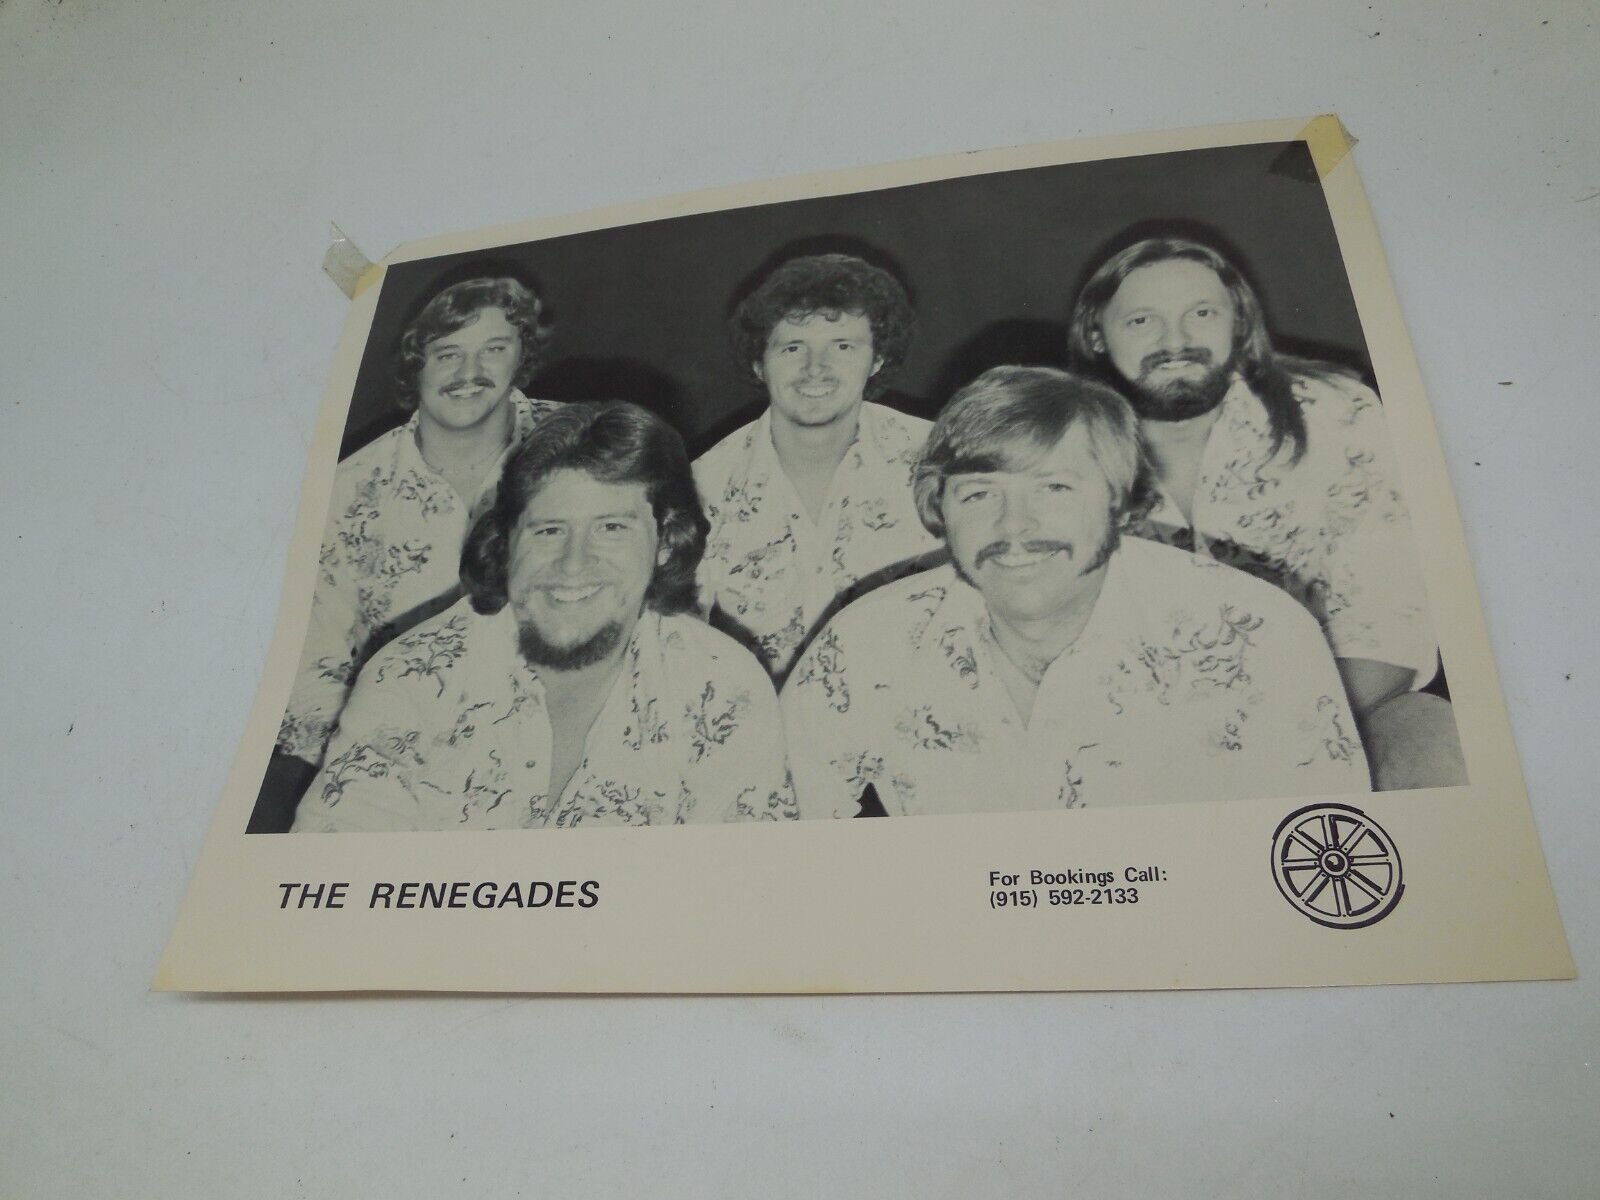 THE RENEGADES
For Bookings Call:
(915) 592-2133